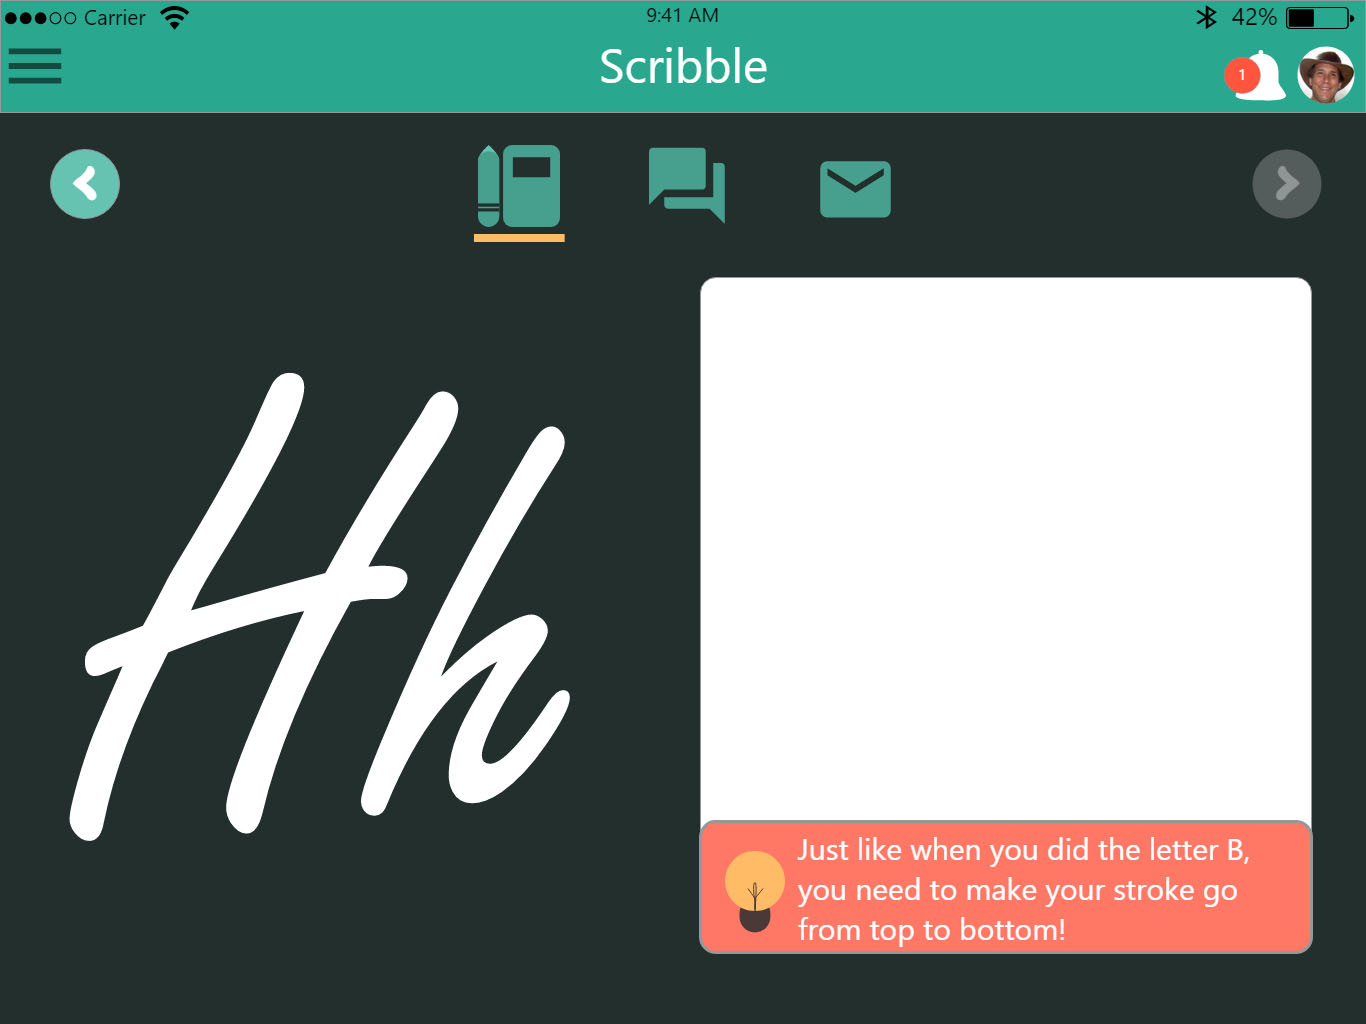 Carrier 9:41 AM 42%
Scribble
1
Hh
Just like when you did the letter B,
you need to make your stroke go
from top to bottom!